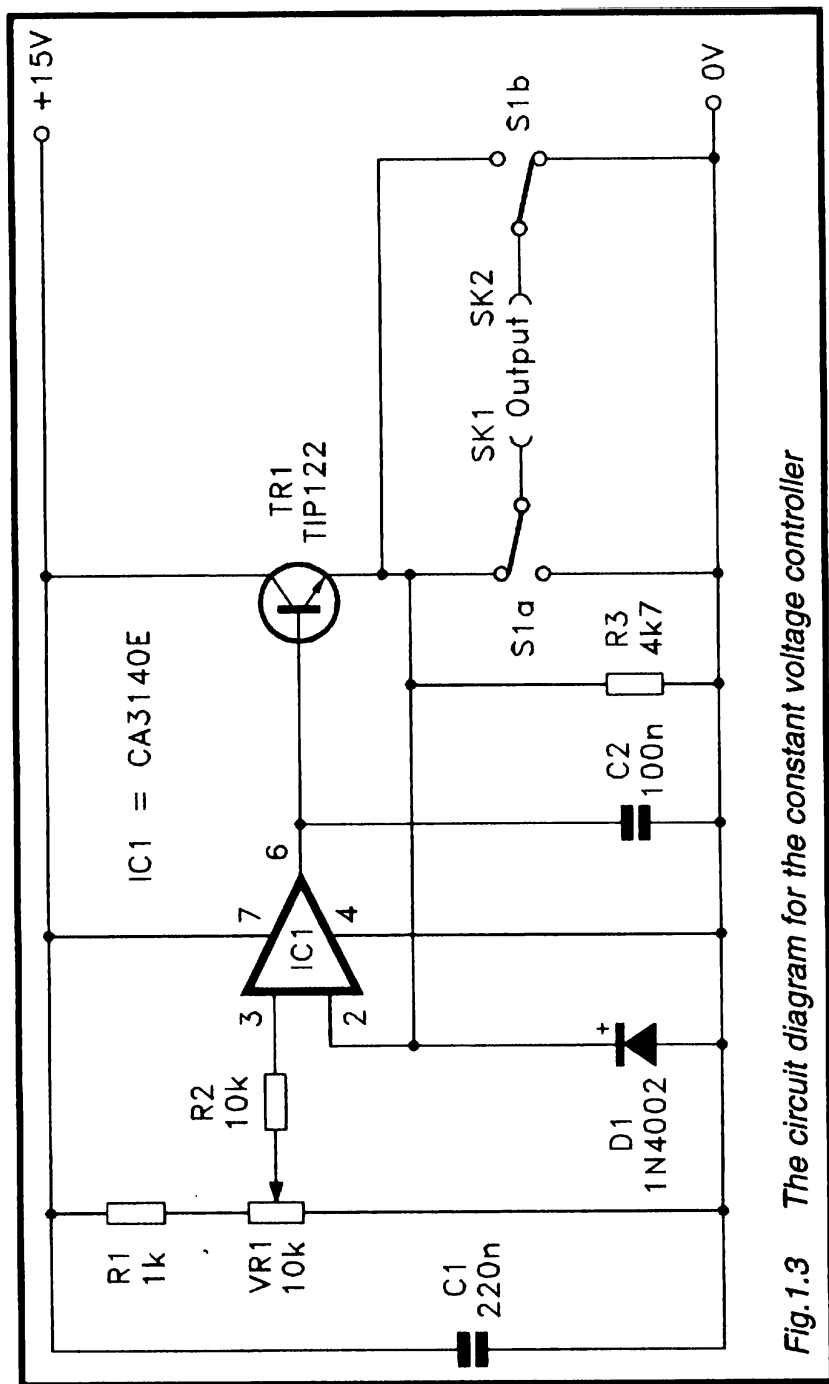 +15V
IC1 = CA3140E
R1
1k
VR1
10k
R2
10k
3
2
7
4
6
IC1
TR1
TIP122
C1
220n
D1
1N4002
+
C2
100n
R3
4k7
S1a
SK1
SK2
( Output )
S1b
0V
Fig.1.3 The circuit diagram for the constant voltage controller